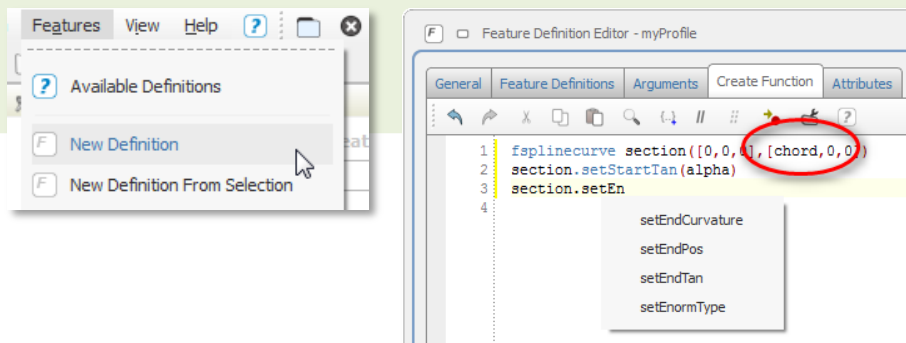 Features View Help ?
? Available Definitions
F New Definition
F New Definition From Selection
F Feature Definition Editor - myProfile
General Feature Definitions Arguments Create Function Attributes
1 fsplinecurve section([0,0,0],[chord,0,0])
2 section.setStartTan(alpha)
3 section.setEn
4
setEndCurvature
setEndPos
setEndTan
setEnormType